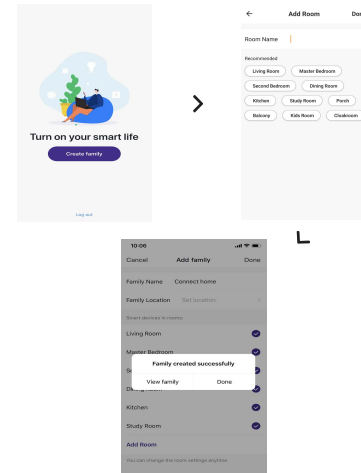 Turn on your smart life
Create family
Log out
← Add Room
Room Name
Recommended
Living Room Master Bedroom
Second Bedroom Dining Room
Kitchen Study Room Porch
Balcony Kids Room Cloakroom
10:06
Cancel Add family Done
Family Name Connect home
Family Location Set location
Smart devices in rooms:
Living Room
Master Bedroom
Family created successfully
View family Done
Kitchen
Study Room
Add Room
You can change the room settings anytime